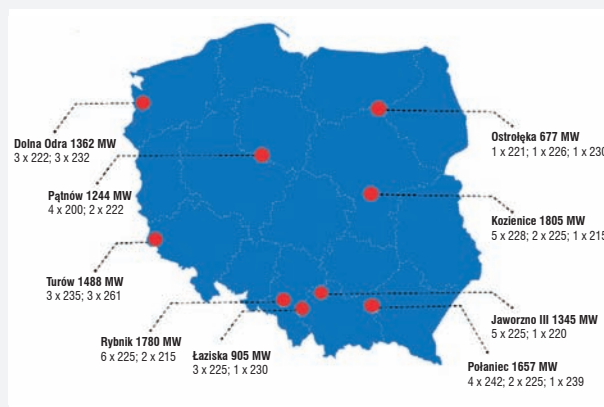 Dolna Odra 1362 MW
3 x 222; 3 x 232
Pątnów 1244 MW
4 x 200; 2 x 222
Turów 1488 MW
3 x 235; 3 x 261
Rybnik 1780 MW
6 x 225; 2 x 215
Łaziska 905 MW
3 x 225; 1 x 230
Ostrołęka 677 MW
1 x 221; 1 x 226; 1 x 230
Kozienice 1805 MW
5 x 228; 2 x 225; 1 x 215
Jaworzno III 1345 MW
5 x 225; 1 x 220
Połaniec 1657 MW
4 x 242; 2 x 225; 1 x 239